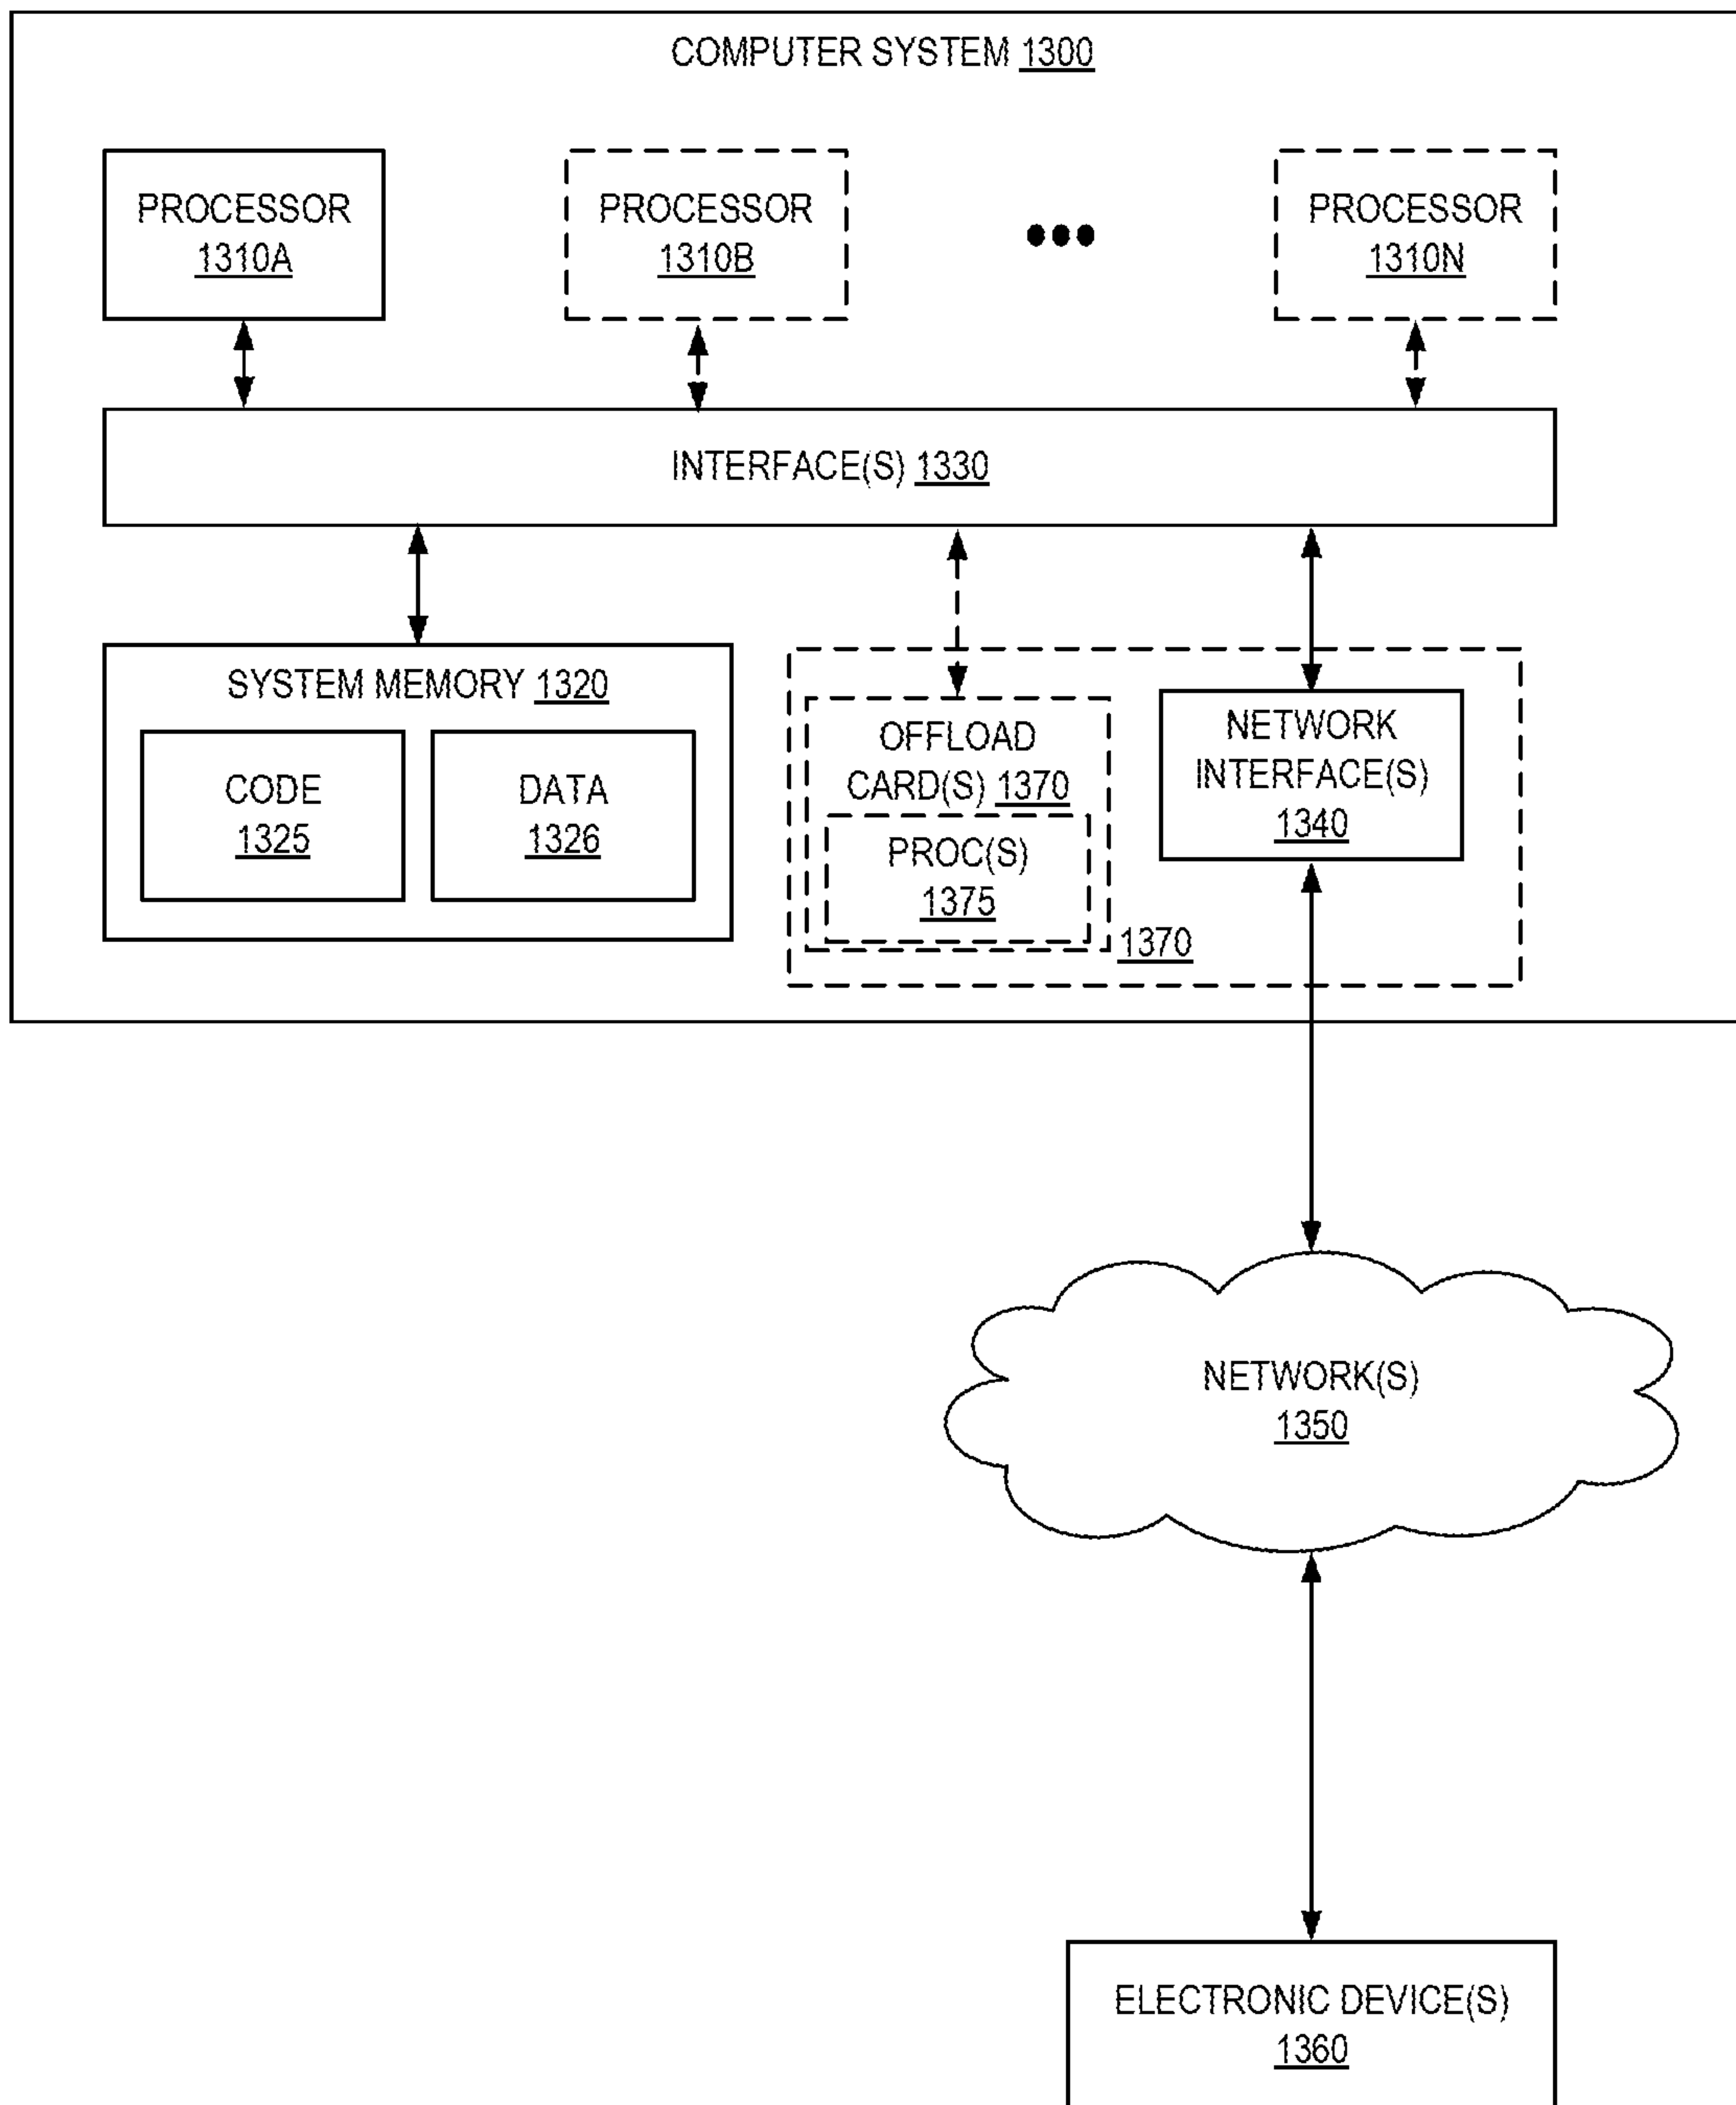 COMPUTER SYSTEM 1300
PROCESSOR
1310A
PROCESSOR
1310B
PROCESSOR
1310N
INTERFACE(S) 1330
SYSTEM MEMORY 1320
CODE
1325
DATA
1326
OFFLOAD
CARD(S) 1370
PROC(S)
1375
1370
NETWORK
INTERFACE(S)
1340
NETWORK(S)
1350
ELECTRONIC DEVICE(S)
1360